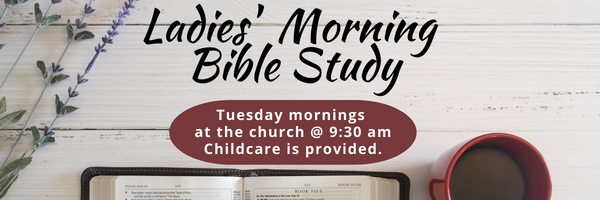 Ladies' Morning
Bible Study
Tuesday mornings
at the church @ 9:30 am
Childcare is provided.